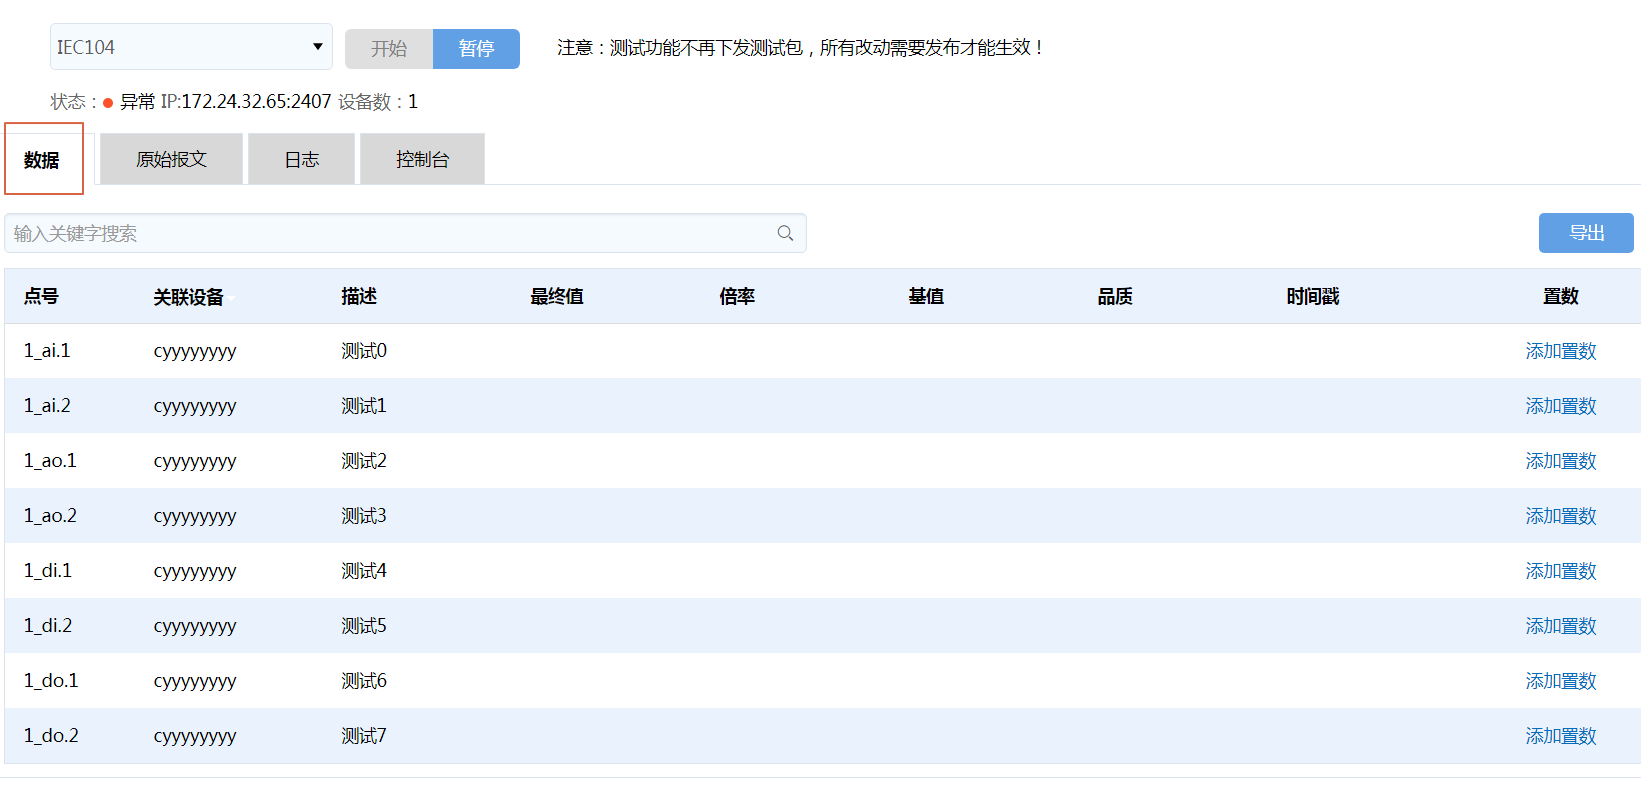 IEC104 开始 暂停 注意：测试功能不再下发测试包，所有改动需要发布才能生效！
状态： 异常 IP:172.24.32.65:2407 设备数：1
数据 原始报文 日志 控制台
输入关键字搜索 导出
点号 关联设备 描述 最终值 倍率 基值 品质 时间戳 置数
1_ai.1 cyyyyyyyy 测试0 添加置数
1_ai.2 cyyyyyyyy 测试1 添加置数
1_ao.1 cyyyyyyyy 测试2 添加置数
1_ao.2 cyyyyyyyy 测试3 添加置数
1_di.1 cyyyyyyyy 测试4 添加置数
1_di.2 cyyyyyyyy 测试5 添加置数
1_do.1 cyyyyyyyy 测试6 添加置数
1_do.2 cyyyyyyyy 测试7 添加置数